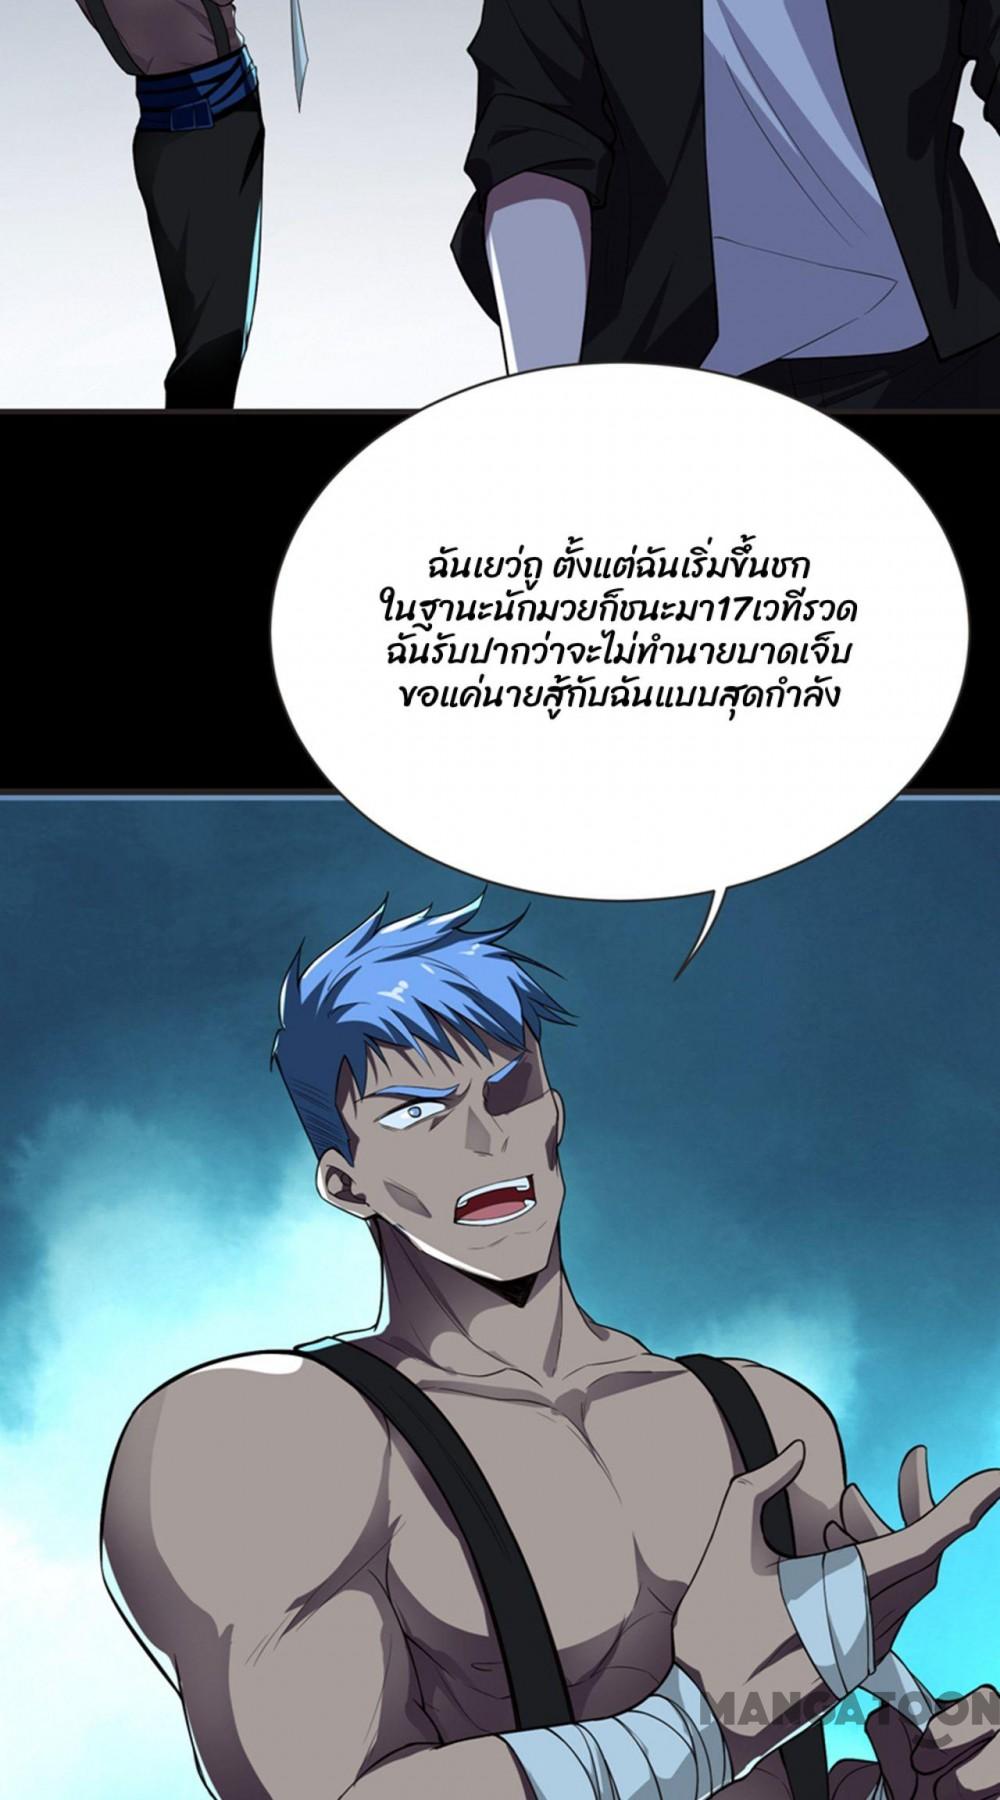 ฉันเยว่ถู ตั้งแต่ฉันเริ่มขึ้นชก
ในฐานะนักมวยก็ชนะมา17เวทีรวด
ฉันรับปากว่าจะไม่ทำนายบาดเจ็บ
ขอแค่นายสู้กับฉันแบบสุดกำลัง
MANGATOON